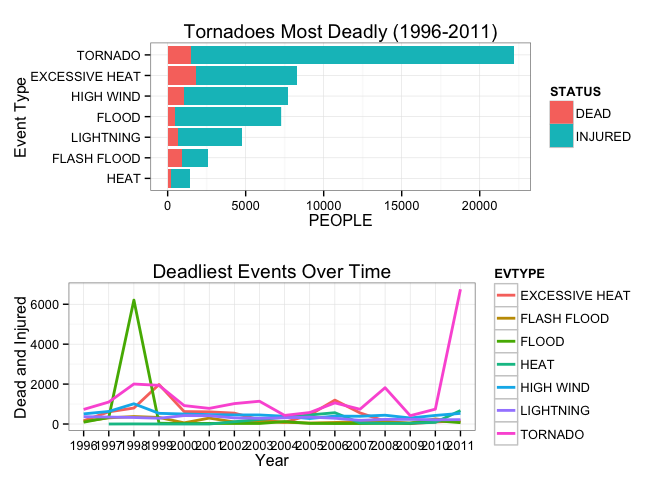 Tornadoes Most Deadly (1996-2011)
Event Type
TORNADO
EXCESSIVE HEAT
HIGH WIND
FLOOD
LIGHTNING
FLASH FLOOD
HEAT
0 5000 10000 15000 20000
PEOPLE
STATUS
DEAD
INJURED
Deadliest Events Over Time
Dead and Injured
6000
4000
2000
0
1996 1997 1998 1999 2000 2001 2002 2003 2004 2005 2006 2007 2008 2009 2010 2011
Year
EVTYPE
EXCESSIVE HEAT
FLASH FLOOD
FLOOD
HEAT
HIGH WIND
LIGHTNING
TORNADO